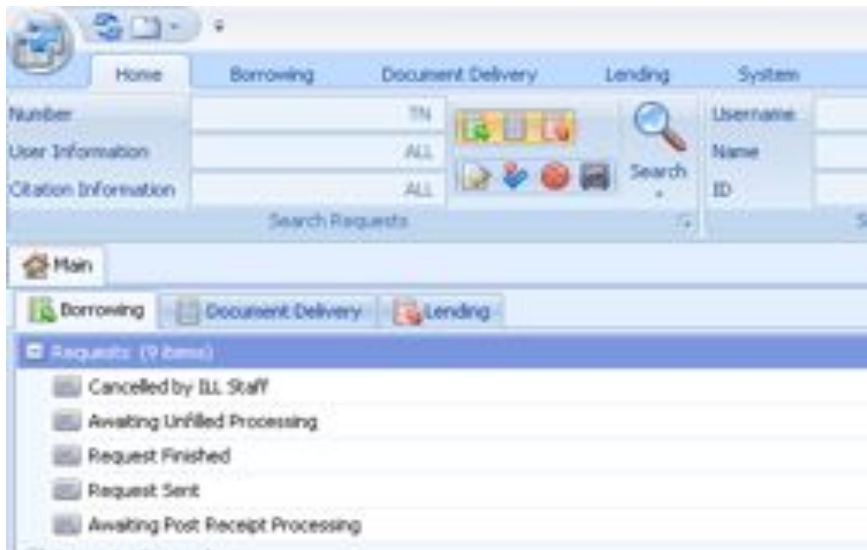 Home Borrowing Document Delivery Lending System
Number TN Username
User Information ALL Name
Citation Information ALL Search ID
Search Requests S
Main
Borrowing Document Delivery Lending
Requests (9 items)
Cancelled by ILL Staff
Awaiting Unfilled Processing
Request Finished
Request Sent
Awaiting Post Receipt Processing